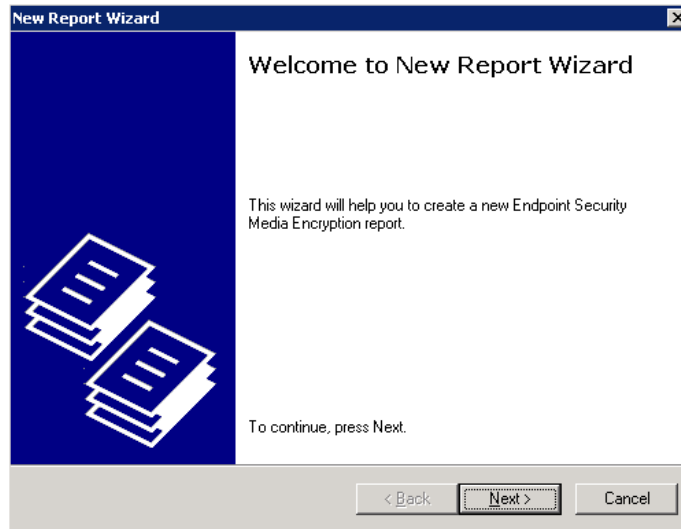 New Report Wizard
Welcome to New Report Wizard
This wizard will help you to create a new Endpoint Security
Media Encryption report.
To continue, press Next.
< Back
Next >
Cancel